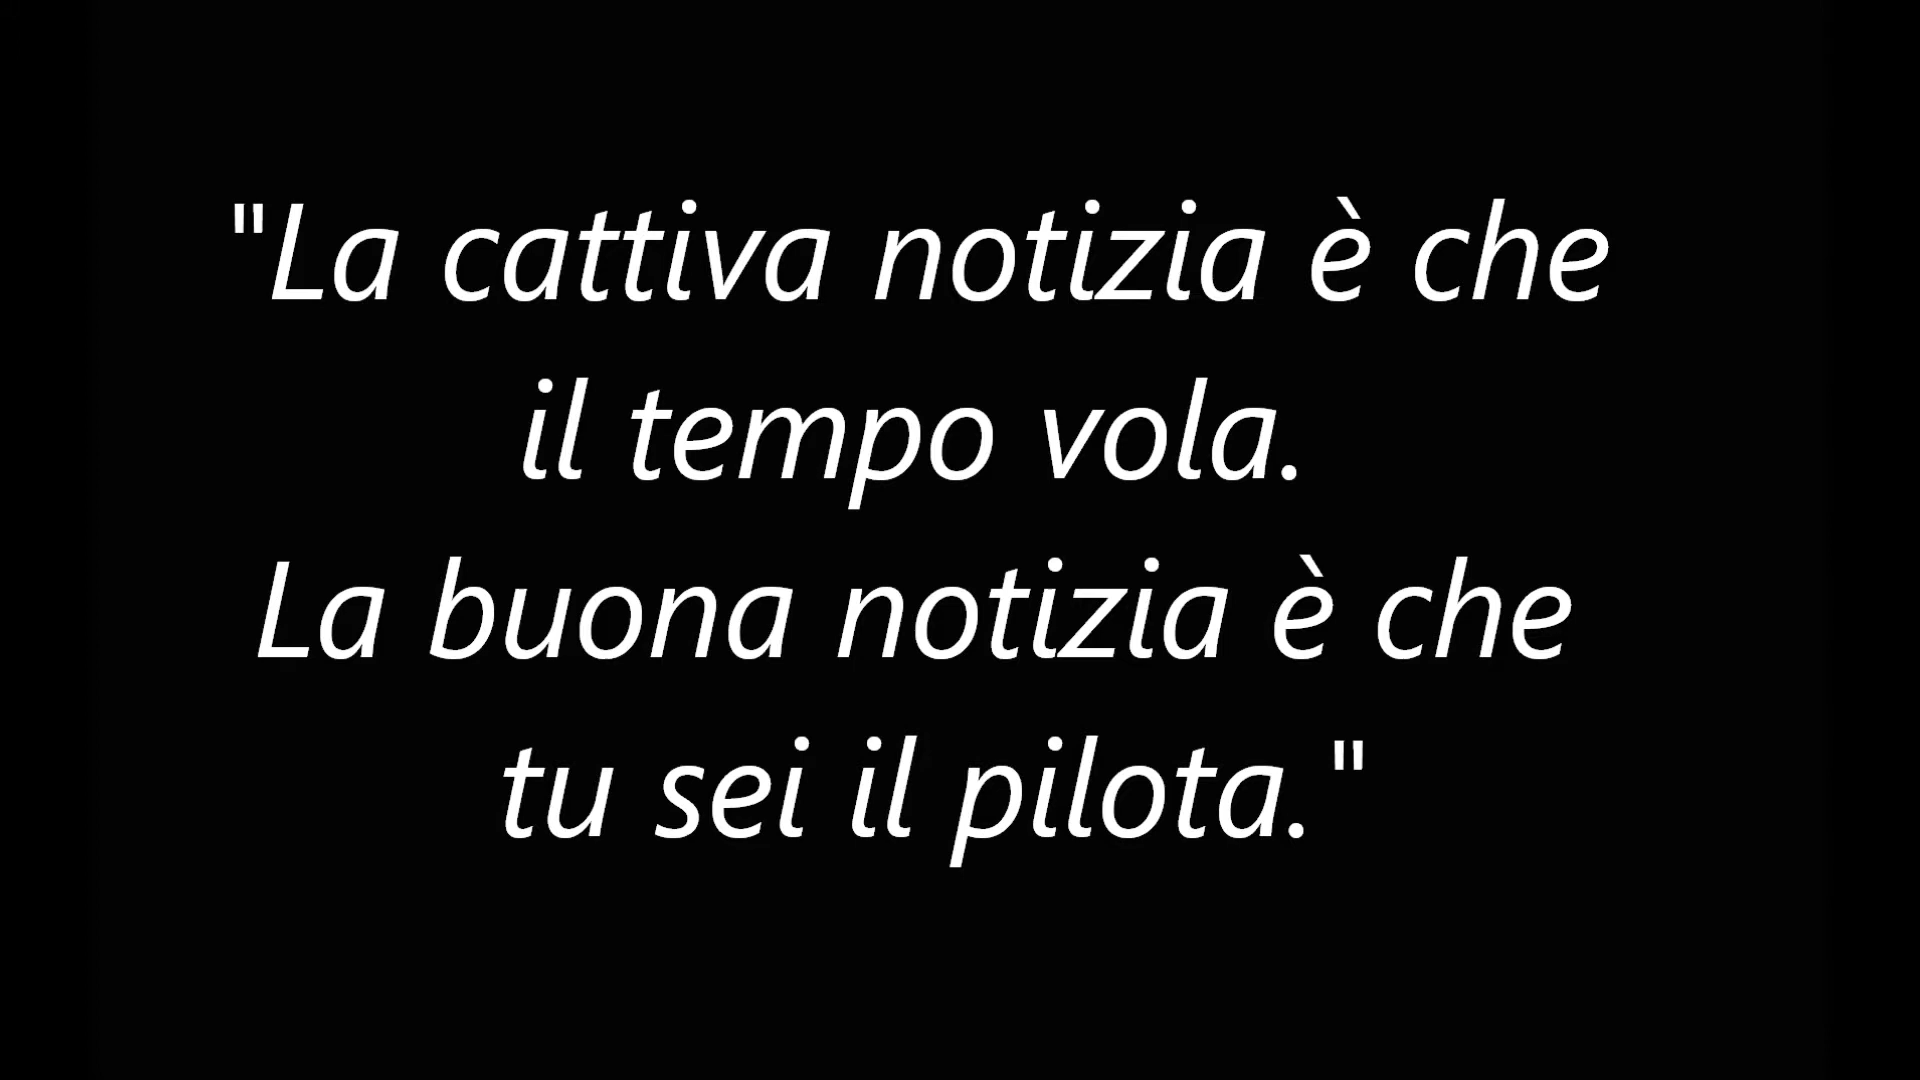 "La cattiva notizia è che
il tempo vola.
La buona notizia è che
tu sei il pilota."